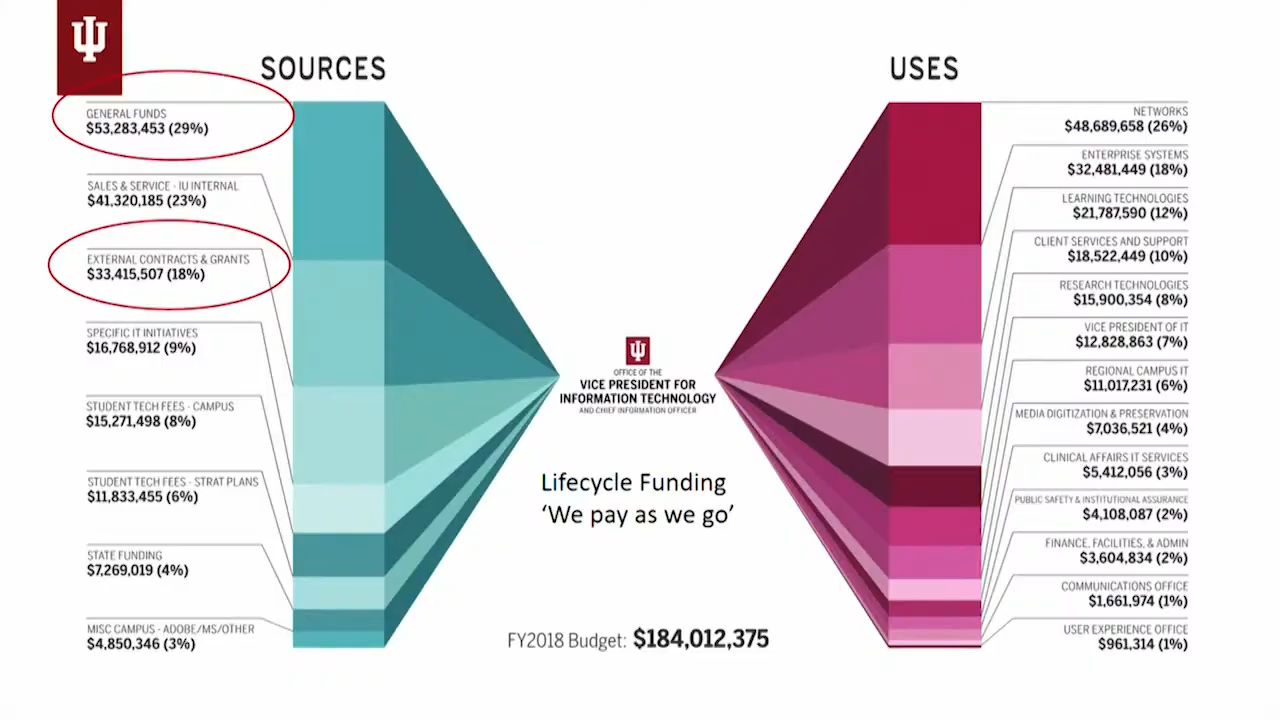 SOURCES
GENERAL FUNDS
$53,283,453 (29%)
SALES & SERVICE - IU INTERNAL
$41,320,185 (23%)
EXTERNAL CONTRACTS & GRANTS
$33,415,507 (18%)
SPECIFIC IT INITIATIVES
$16,768,912 (9%)
STUDENT TECH FEES - CAMPUS
$15,271,498 (8%)
STUDENT TECH FEES - STRAT PLANS
$11,833,455 (6%)
STATE FUNDING
$7,269,019 (4%)
MISC CAMPUS - ADOBE/MS/OTHER
$4,850,346 (3%)
OFFICE OF THE
VICE PRESIDENT FOR
INFORMATION TECHNOLOGY
AND CHIEF INFORMATION OFFICER
Lifecycle Funding
‘We pay as we go’
FY2018 Budget: $184,012,375
USES
NETWORKS
$48,689,658 (26%)
ENTERPRISE SYSTEMS
$32,481,449 (18%)
LEARNING TECHNOLOGIES
$21,787,590 (12%)
CLIENT SERVICES AND SUPPORT
$18,522,449 (10%)
RESEARCH TECHNOLOGIES
$15,900,354 (8%)
VICE PRESIDENT OF IT
$12,828,863 (7%)
REGIONAL CAMPUS IT
$11,017,231 (6%)
MEDIA DIGITIZATION & PRESERVATION
$7,036,521 (4%)
CLINICAL AFFAIRS IT SERVICES
$5,412,056 (3%)
PUBLIC SAFETY & INSTITUTIONAL ASSURANCE
$4,108,087 (2%)
FINANCE, FACILITIES, & ADMIN
$3,604,834 (2%)
COMMUNICATIONS OFFICE
$1,661,974 (1%)
USER EXPERIENCE OFFICE
$961,314 (1%)